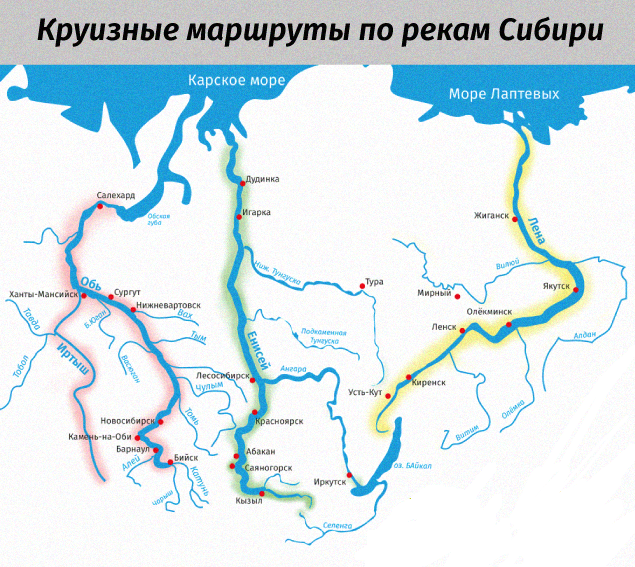 Круизные маршруты по рекам Сибири
Карское море
Море Лаптевых
Дудинка
Салехард
Обская
губа
Игарка
Жиганск
Лена
Обь
Ниж. Тунгуска
Вилюй
Тура
Якутск
Ханты-Мансийск
Сургут
Мирный
Нижневартовск
Тавда
Б.Юган
Вах
Олёкминск
Иртыш
Тым
Енисей
Подкаменная
Тунгуска
Ленск
Алдан
Тобол
Васюган
Лесосибирск
Ангара
Чулым
Киренск
Усть-Кут
Томь
Олёкма
Новосибирск
Красноярск
Витим
Камень-на-Оби
Барнаул
Абакан
Бийск
Алей
Саяногорск
оз. БАйкал
Катунь
Иркутск
Чарыш
Кызыл
Селенга